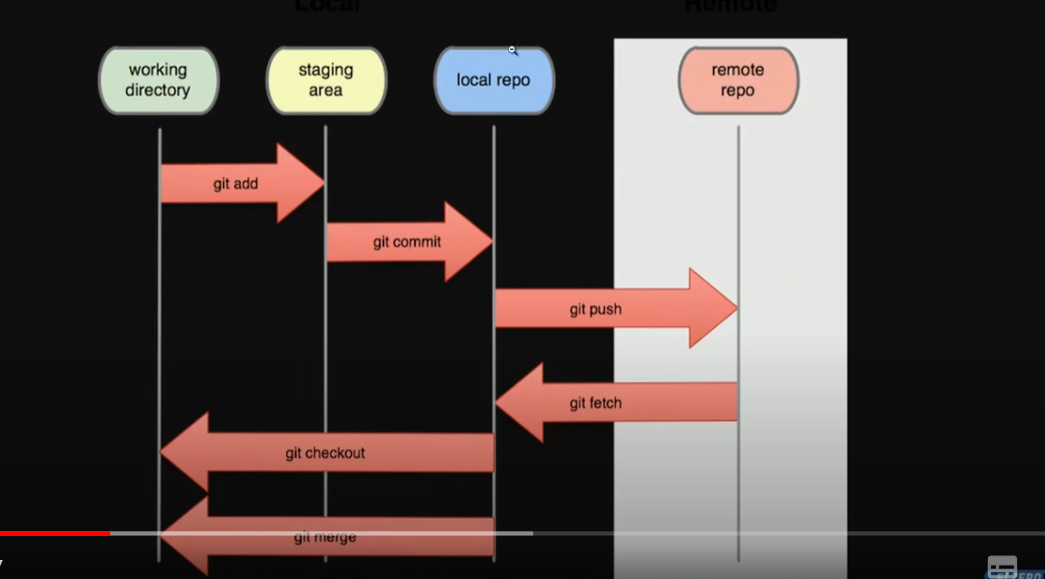 Local
Remote
working
directory
staging
area
local repo
remote
repo
git add
git commit
git push
git fetch
git checkout
git merge